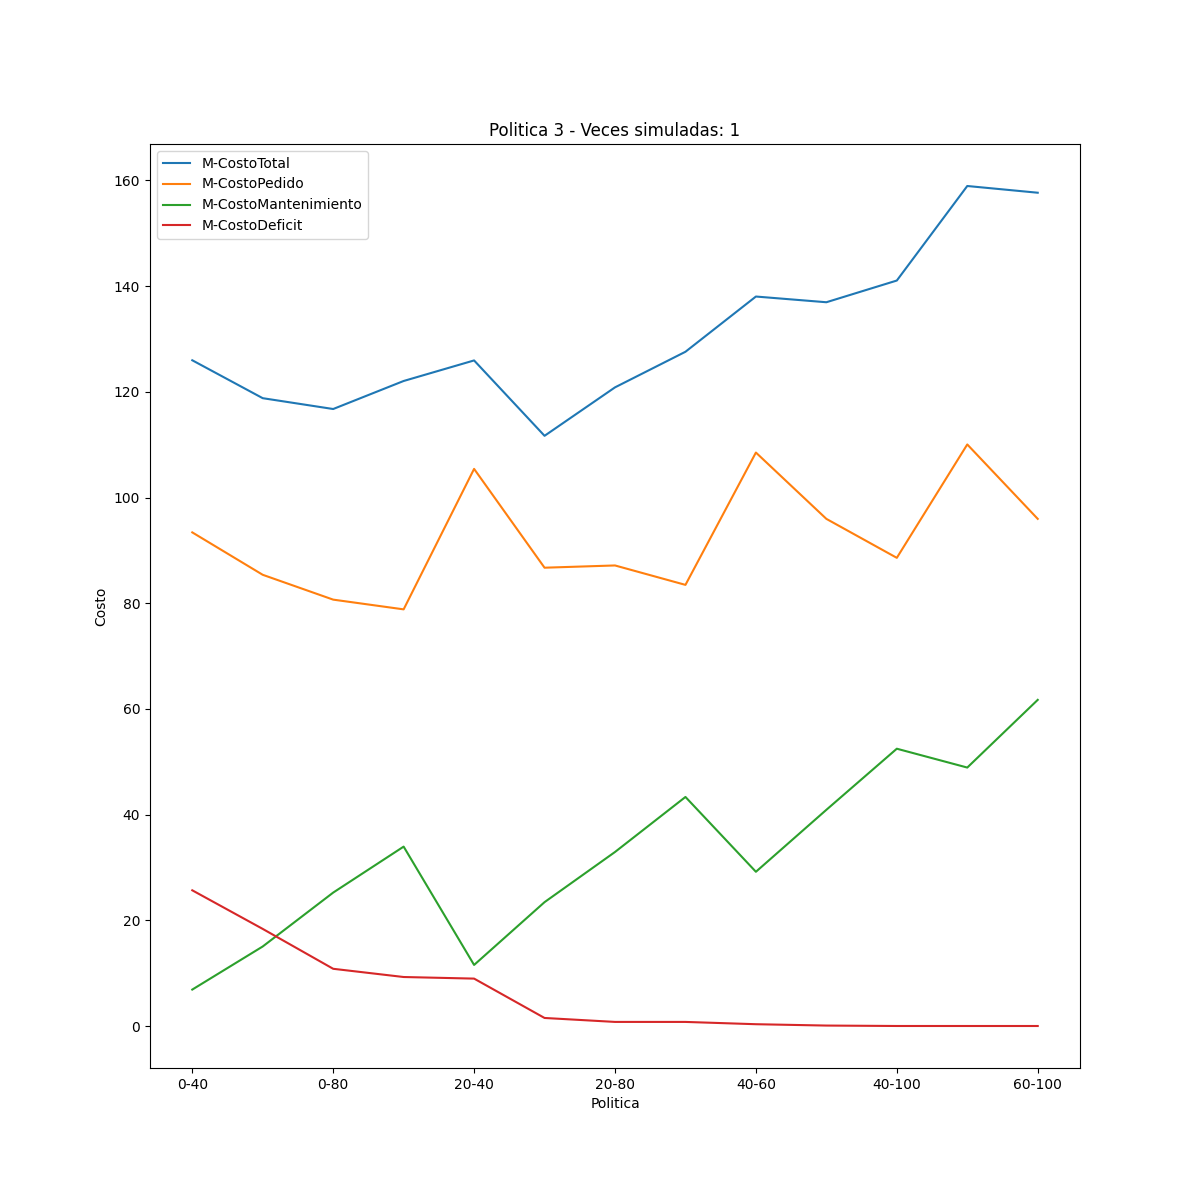 Politica 3 - Veces simuladas: 1
M-CostoTotal
M-CostoPedido
M-CostoMantenimiento
M-CostoDeficit
160
140
120
100
80
60
40
20
0
Costo
0-40 0-80 20-40 20-80 40-60 40-100 60-100
Politica